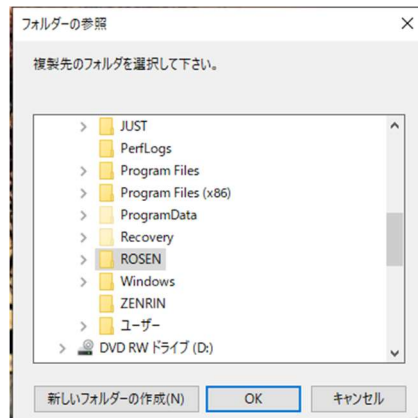 フォルダーの参照
複製先のフォルダを選択して下さい。
JUST
PerfLogs
Program Files
Program Files (x86)
ProgramData
Recovery
ROSEN
Windows
ZENRIN
ユーザー
DVD RW ドライブ (D:)
新しいフォルダーの作成(N)
OK
キャンセル